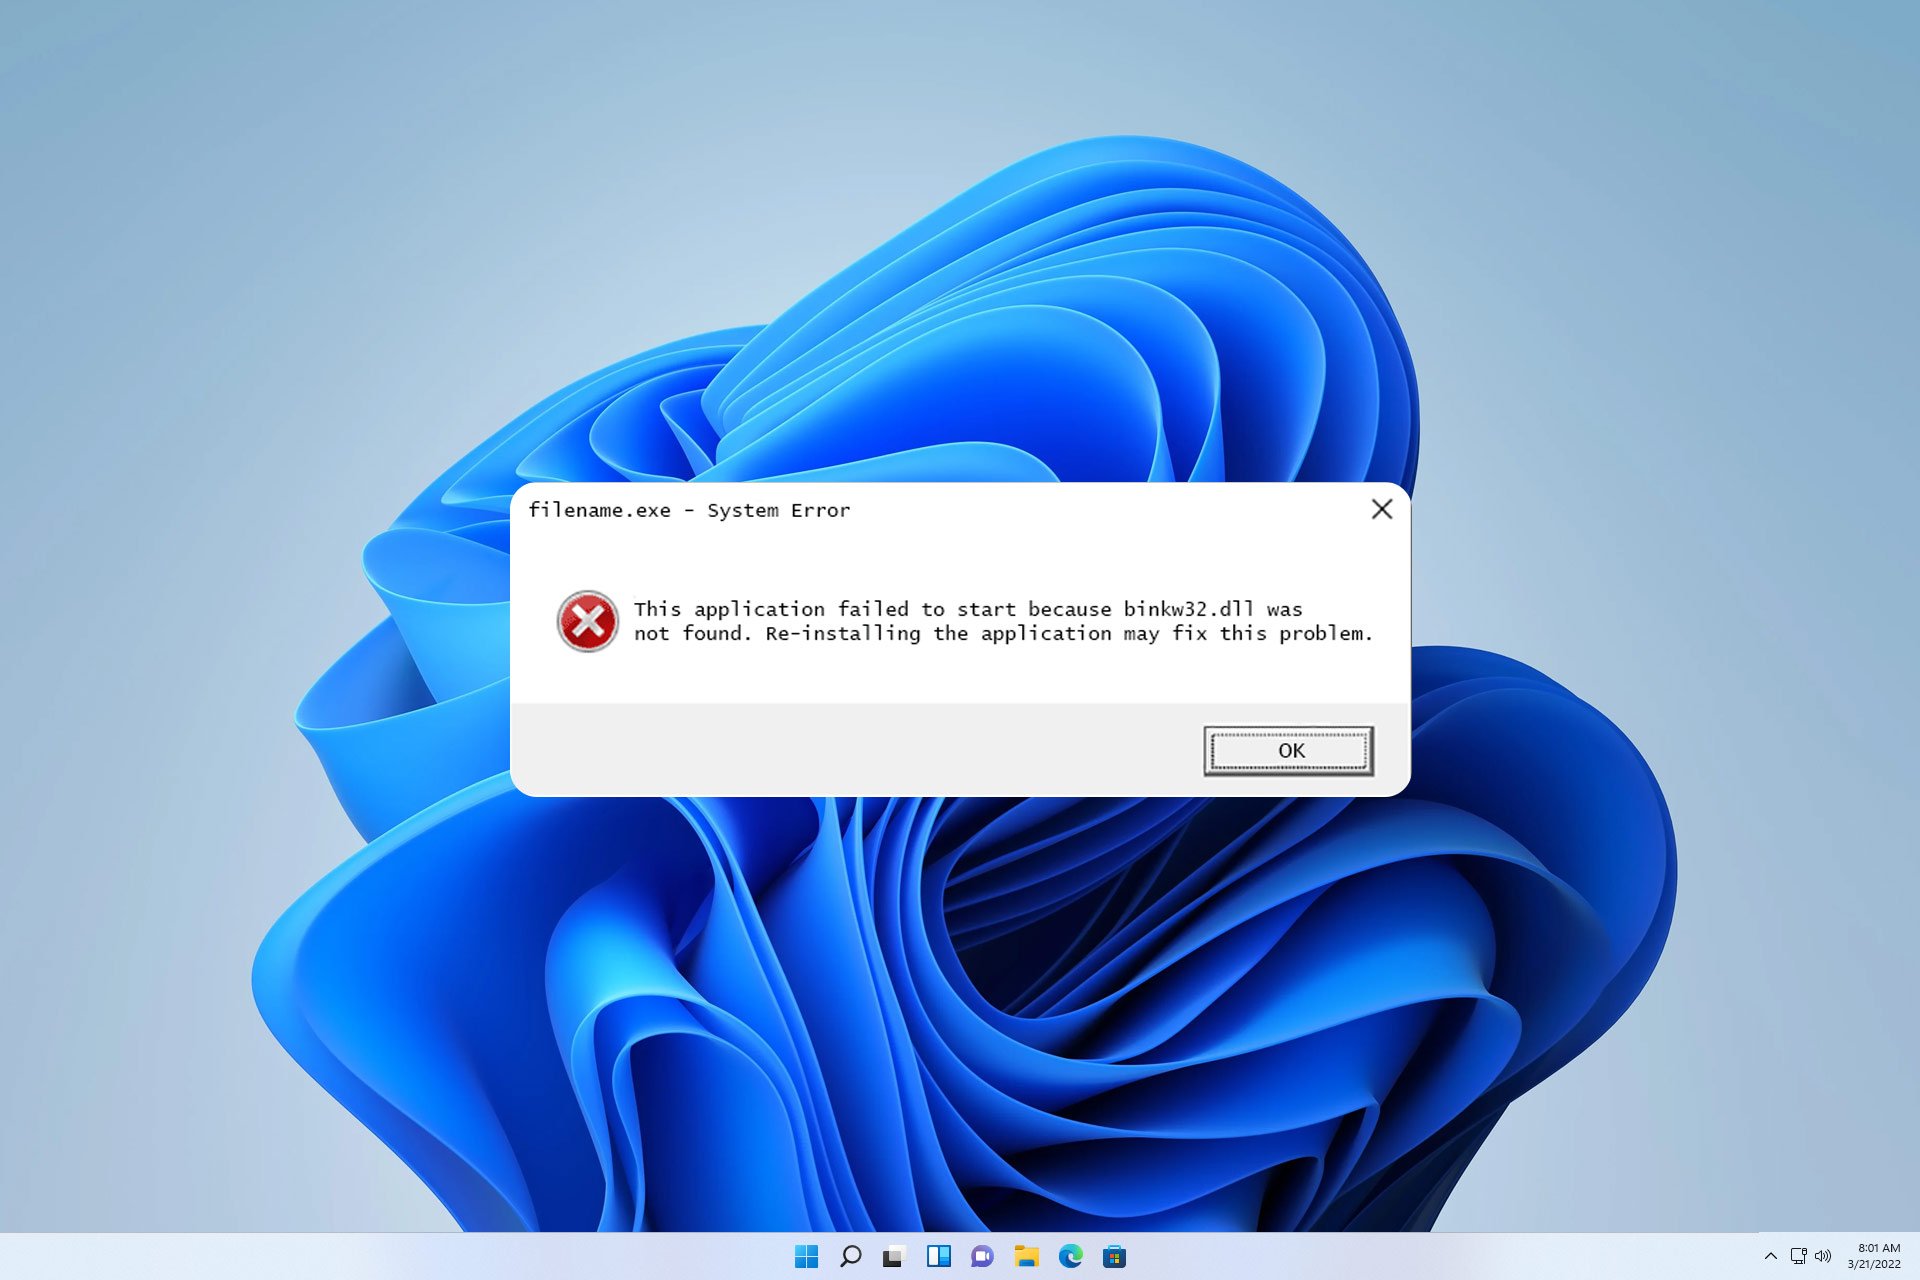 filename.exe - System Error
This application failed to start because binkw32.dll was
not found. Re-installing the application may fix this problem.
OK
8:01 AM
3/21/2022